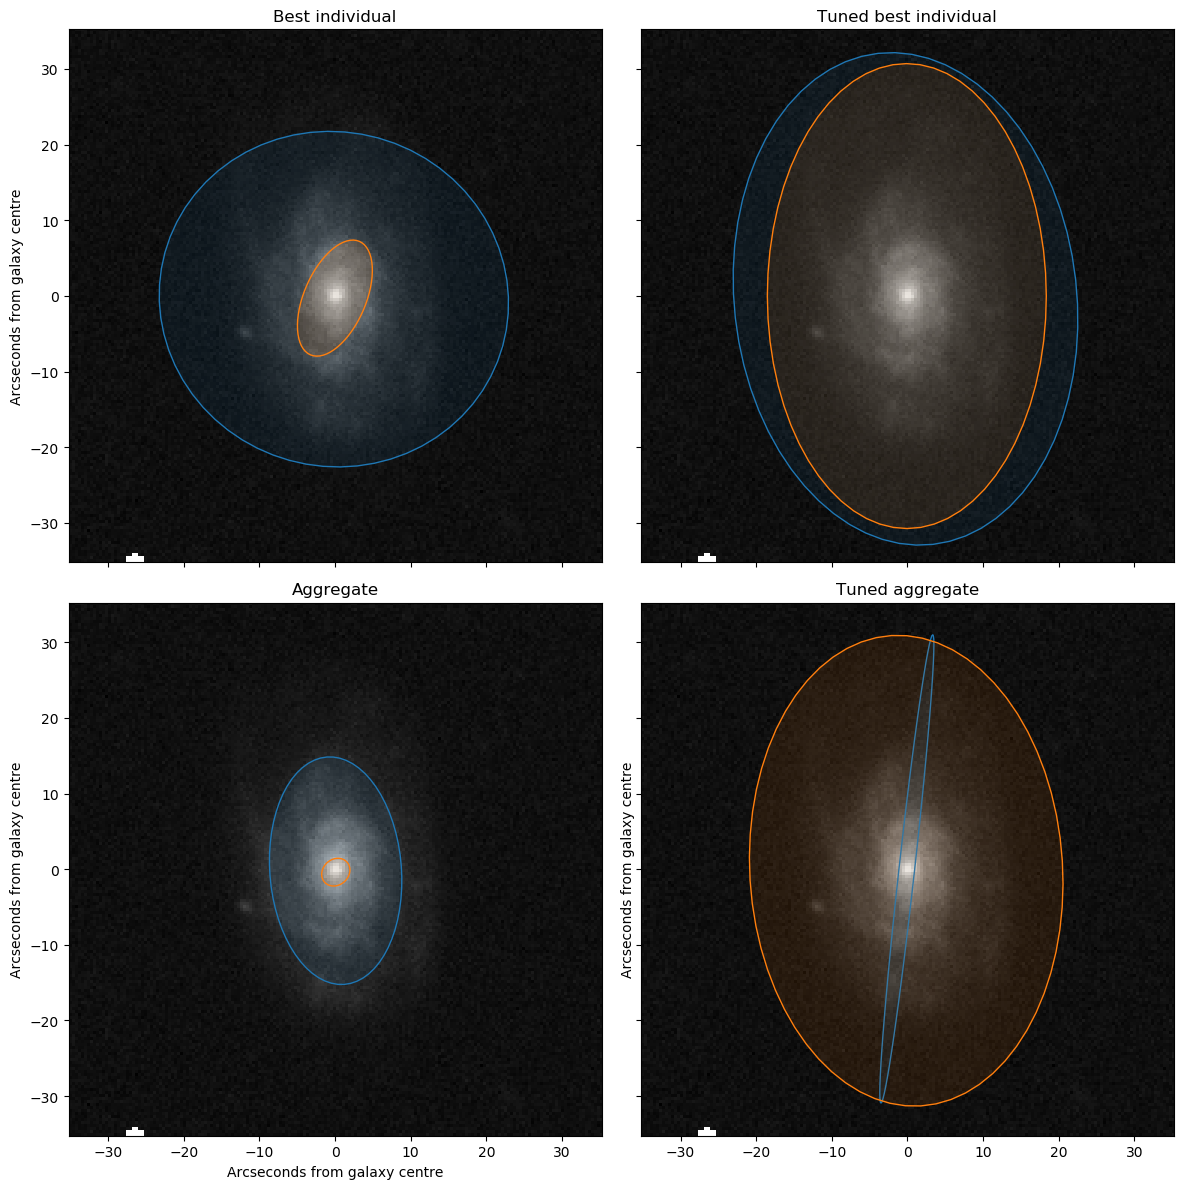 Best individual
Tuned best individual
30
20
10
0
−10
−20
−30
Arcseconds from galaxy centre
Aggregate
Tuned aggregate
30
20
10
0
−10
−20
−30
Arcseconds from galaxy centre
Arcseconds from galaxy centre
−30 −20 −10 0 10 20 30
−30 −20 −10 0 10 20 30
Arcseconds from galaxy centre